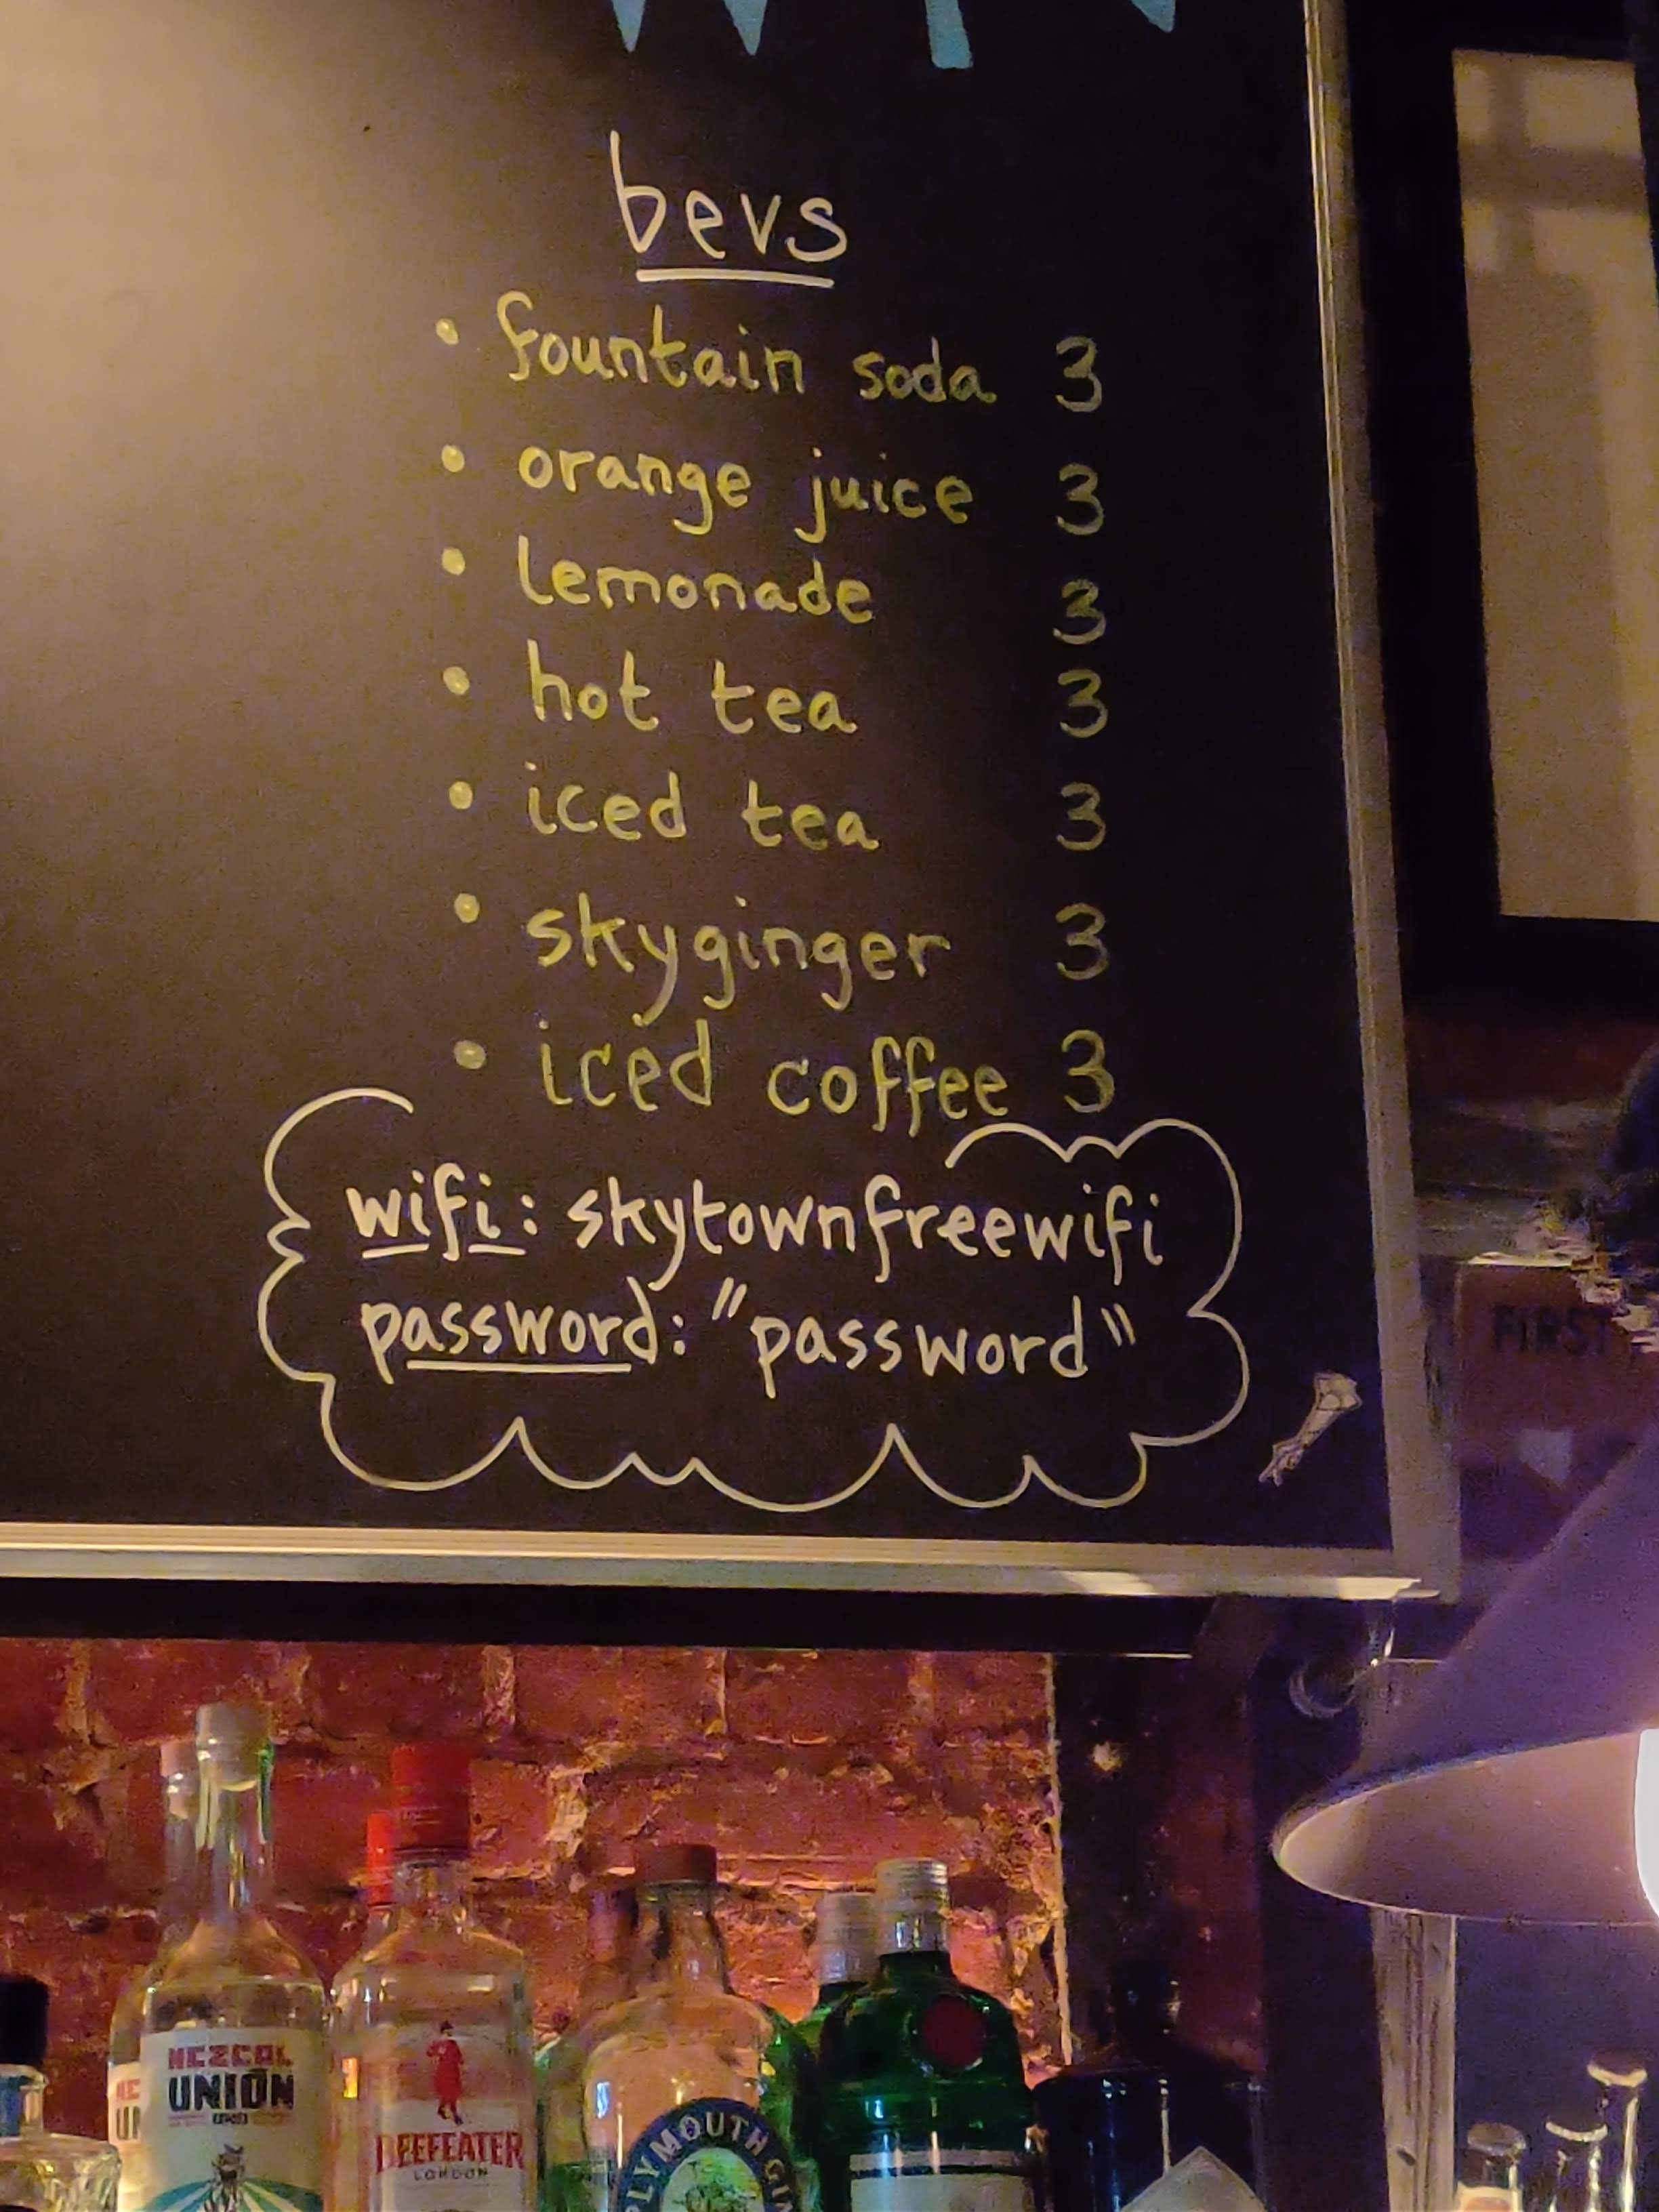 bevs
• fountain soda 3
• orange juice 3
• lemonade 3
• hot tea 3
• iced tea 3
• skyginger 3
• iced coffee 3
wifi: skytownfreewifi
password: "password"
FIRST
MEZCAL
UNIÓN
UNO
BEEFEATER
LONDON
PLYMOUTH GIN